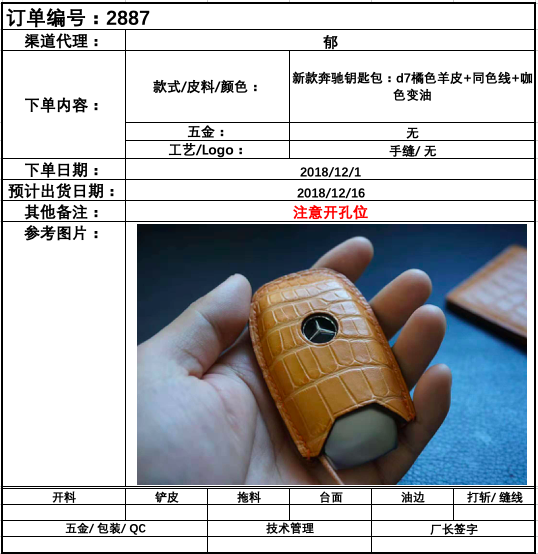 订单编号：2887
渠道代理：
郁
下单内容：
款式/皮料/颜色：
新款奔驰钥匙包：d7橘色羊皮+同色线+咖
色变油
五金：
无
工艺/Logo：
手缝/ 无
下单日期：
2018/12/1
预计出货日期：
2018/12/16
其他备注：
注意开孔位
参考图片：
开料
铲皮
拖料
台面
油边
打斩/ 缝线
五金/ 包装/ QC
技术管理
厂长签字